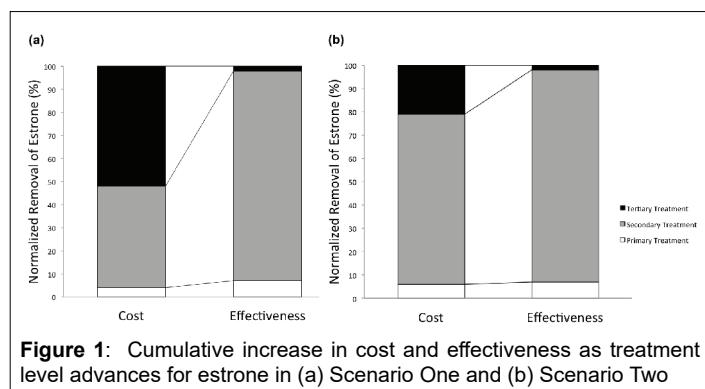 (a)
Normalized Removal of Estrone (%)
100
90
80
70
60
50
40
30
20
10
0
Cost
Effectiveness
(b)
Normalized Removal of Estrone (%)
100
90
80
70
60
50
40
30
20
10
0
Cost
Effectiveness
Tertiary Treatment
Secondary Treatment
Primary Treatment
Figure 1: Cumulative increase in cost and effectiveness as treatment
level advances for estrone in (a) Scenario One and (b) Scenario Two